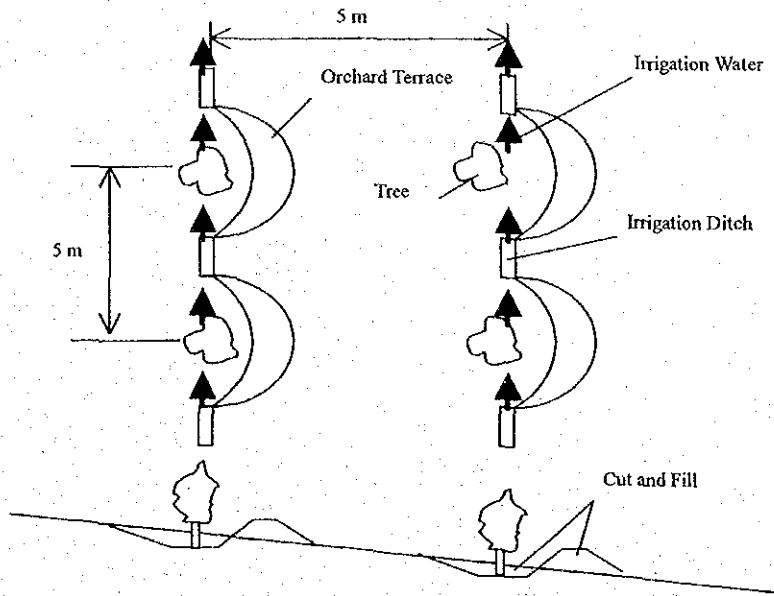 5 m
Irrigation Water
Orchard Terrace
Tree
Irrigation Ditch
5 m
Cut and Fill